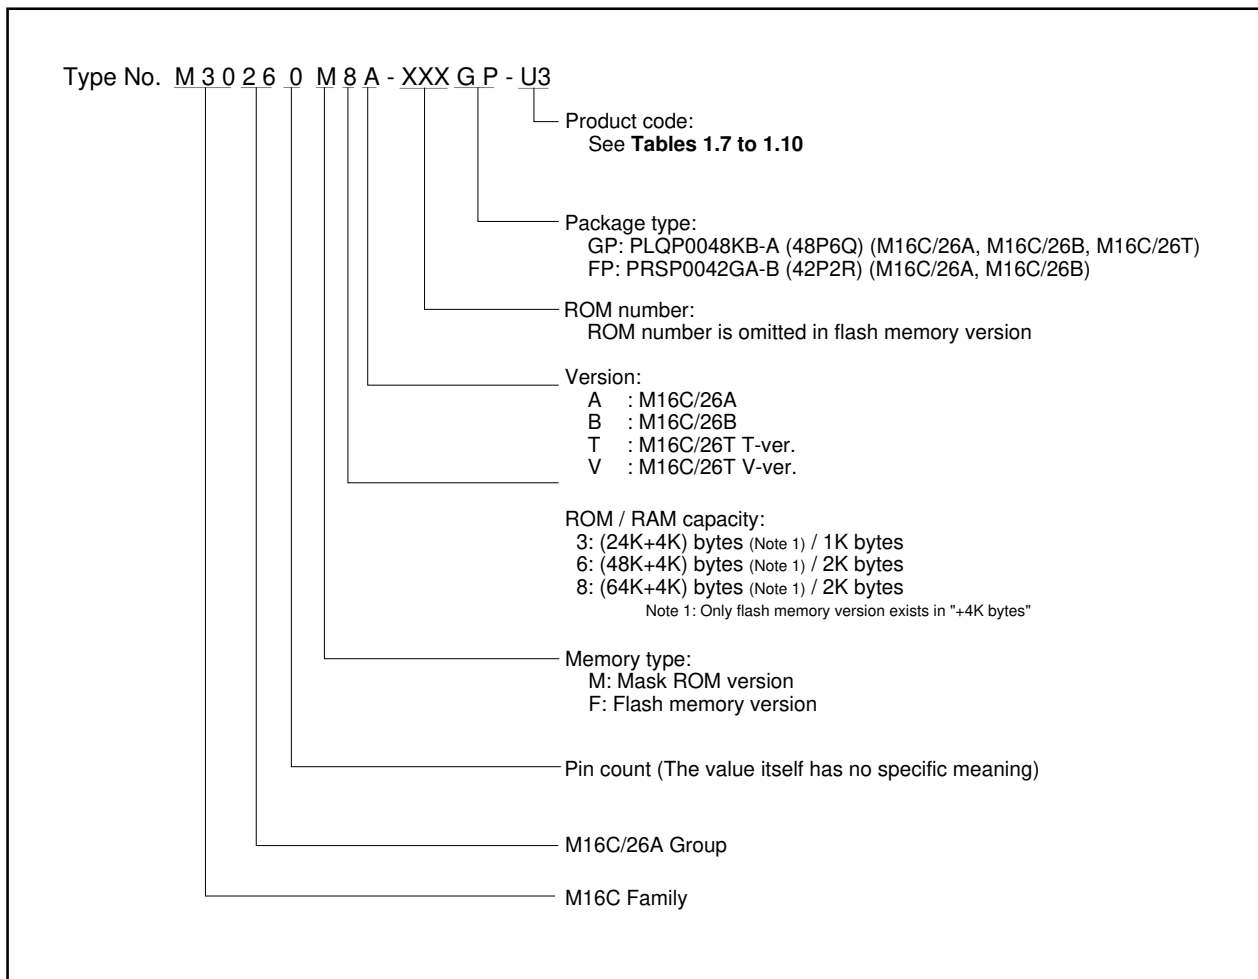 Type No. M 3 0 2 6 0 M 8 A - XXX G P - U3
Product code:
See Tables 1.7 to 1.10
Package type:
GP: PLQP0048KB-A (48P6Q) (M16C/26A, M16C/26B, M16C/26T)
FP: PRSP0042GA-B (42P2R) (M16C/26A, M16C/26B)
ROM number:
ROM number is omitted in flash memory version
Version:
A : M16C/26A
B : M16C/26B
T : M16C/26T T-ver.
V : M16C/26T V-ver.
ROM / RAM capacity:
3: (24K+4K) bytes (Note 1) / 1K bytes
6: (48K+4K) bytes (Note 1) / 2K bytes
8: (64K+4K) bytes (Note 1) / 2K bytes
Note 1: Only flash memory version exists in "+4K bytes"
Memory type:
M: Mask ROM version
F: Flash memory version
Pin count (The value itself has no specific meaning)
M16C/26A Group
M16C Family